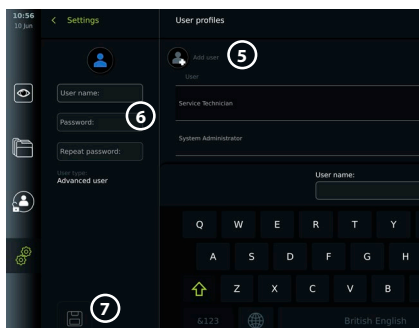 10:56
10 Jun
Settings
User profiles
Add user
5
User
User name:
Service Technician
Password:
6
System Administrator
Repeat password:
User type:
Advanced user
User name:
Q W E R T Y
A S D F G H
Z X C V B
7
&123
British English